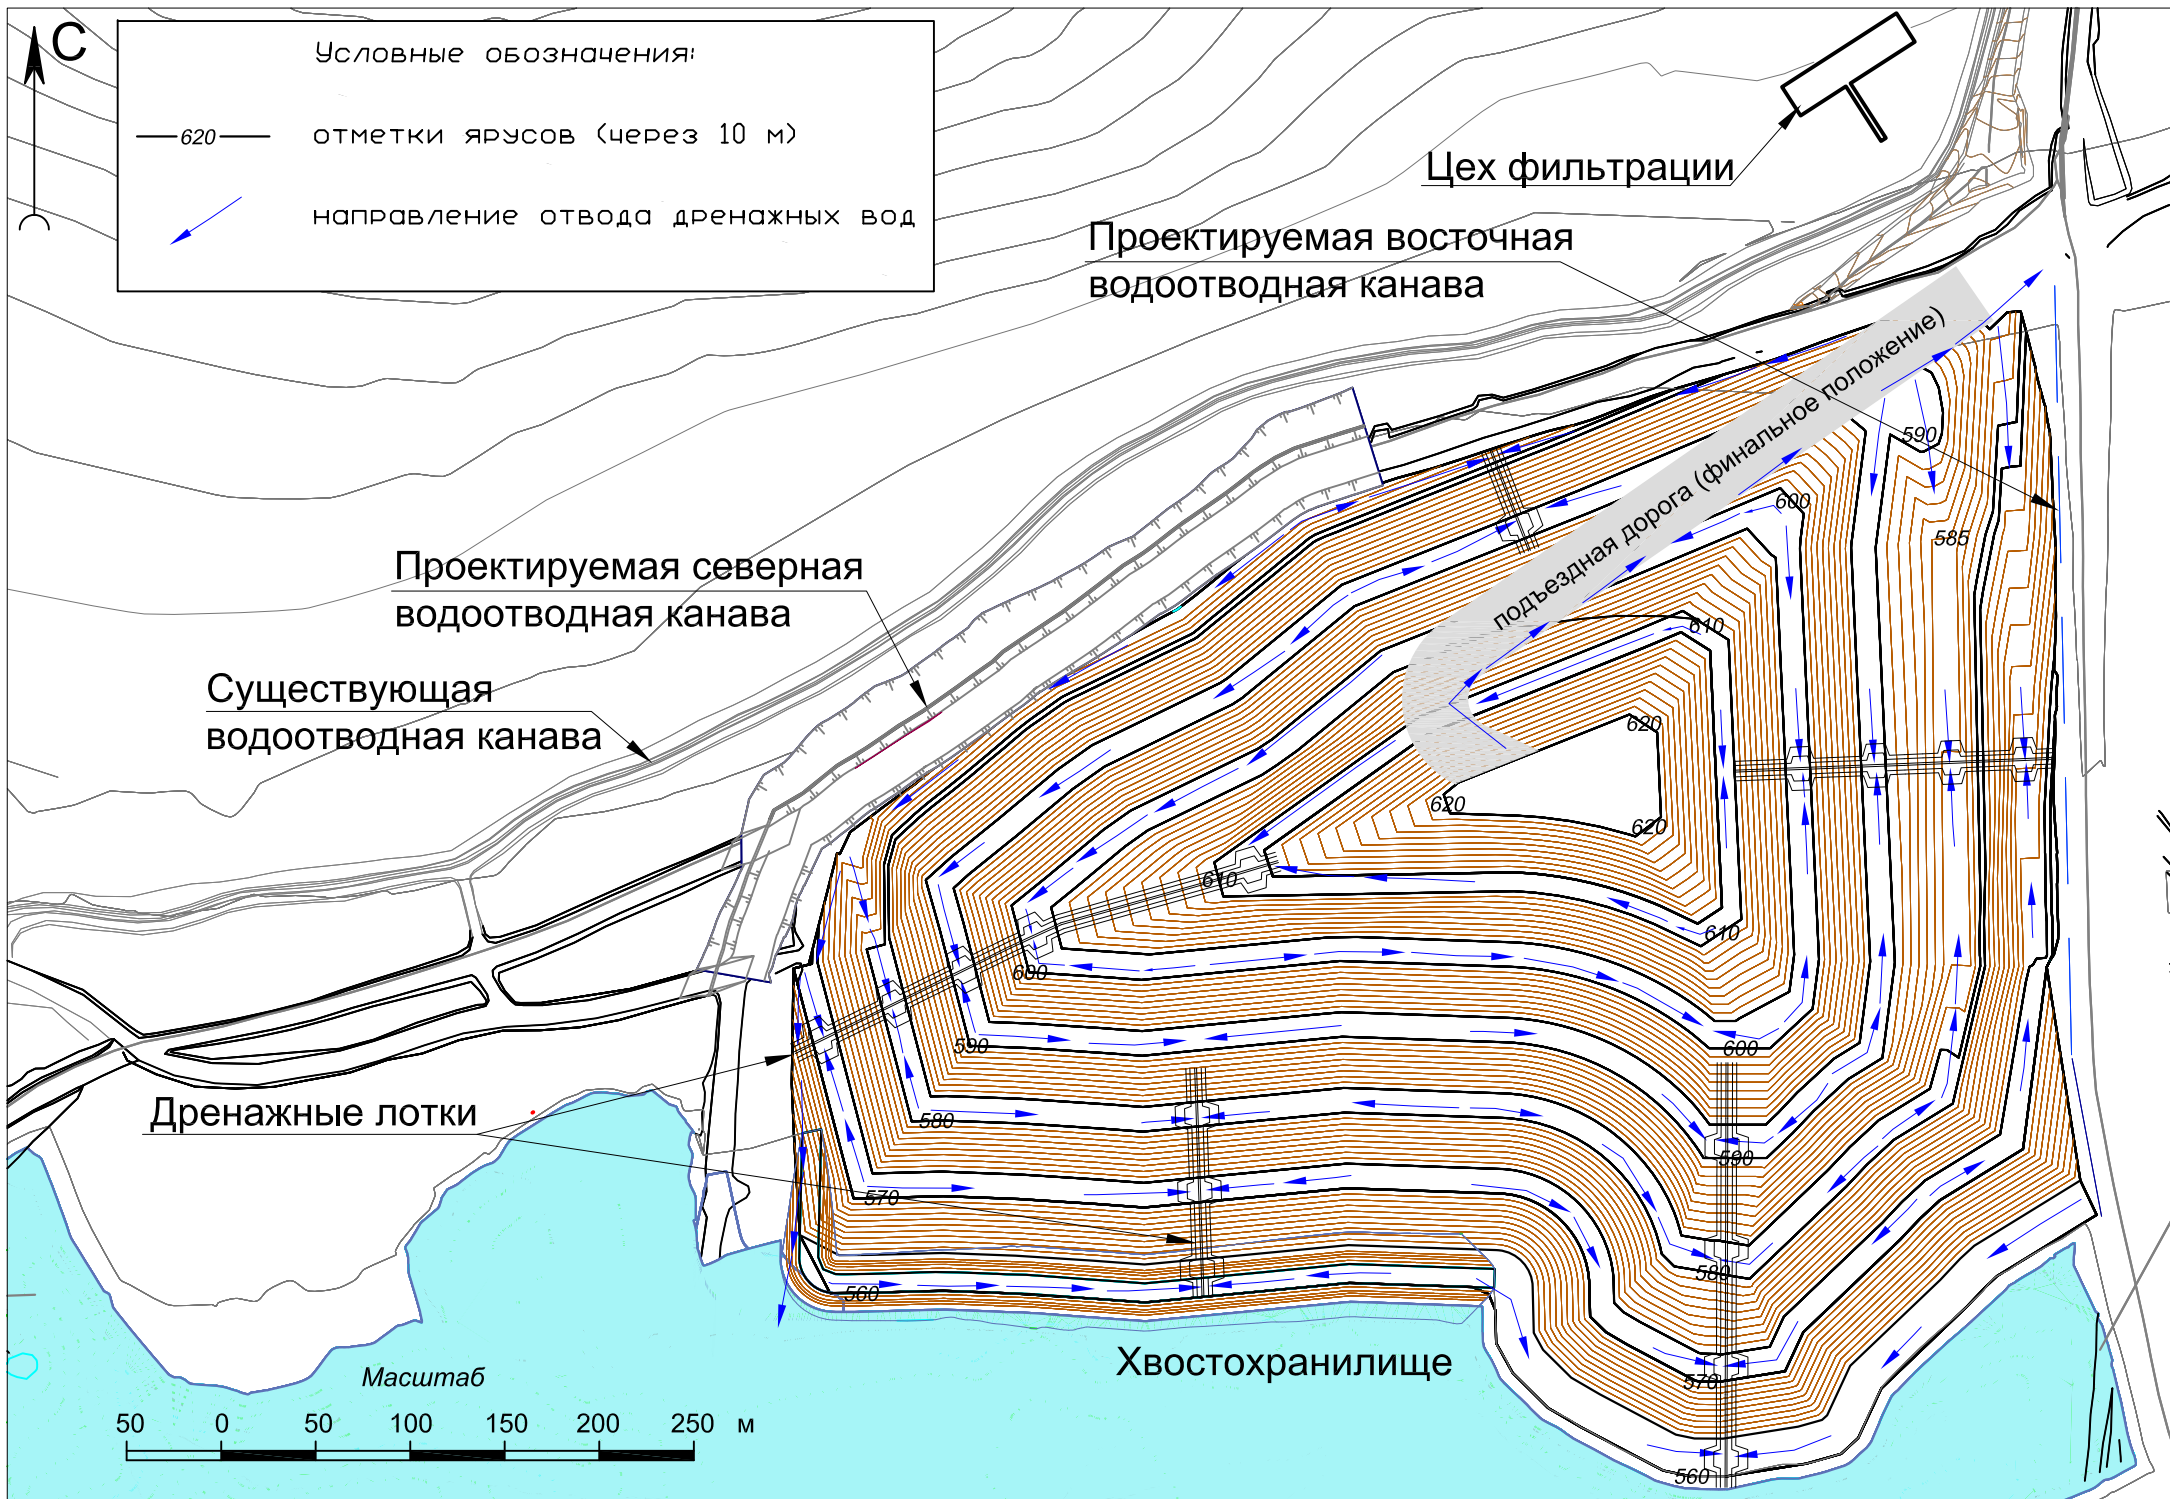 С
Условные обозначения:
620
отметки ярусов (через 10 м)
направление отвода дренажных вод
Цех фильтрации
Проектируемая восточная
водоотводная канава
подъездная дорога (финальное положение)
590
600
585
Проектируемая северная
водоотводная канава
610
Существующая
водоотводная канава
620
620
620
610
610
600
600
590
Дренажные лотки
580
590
570
580
560
Хвостохранилище
570
560
Масштаб
50 0 50 100 150 200 250 м